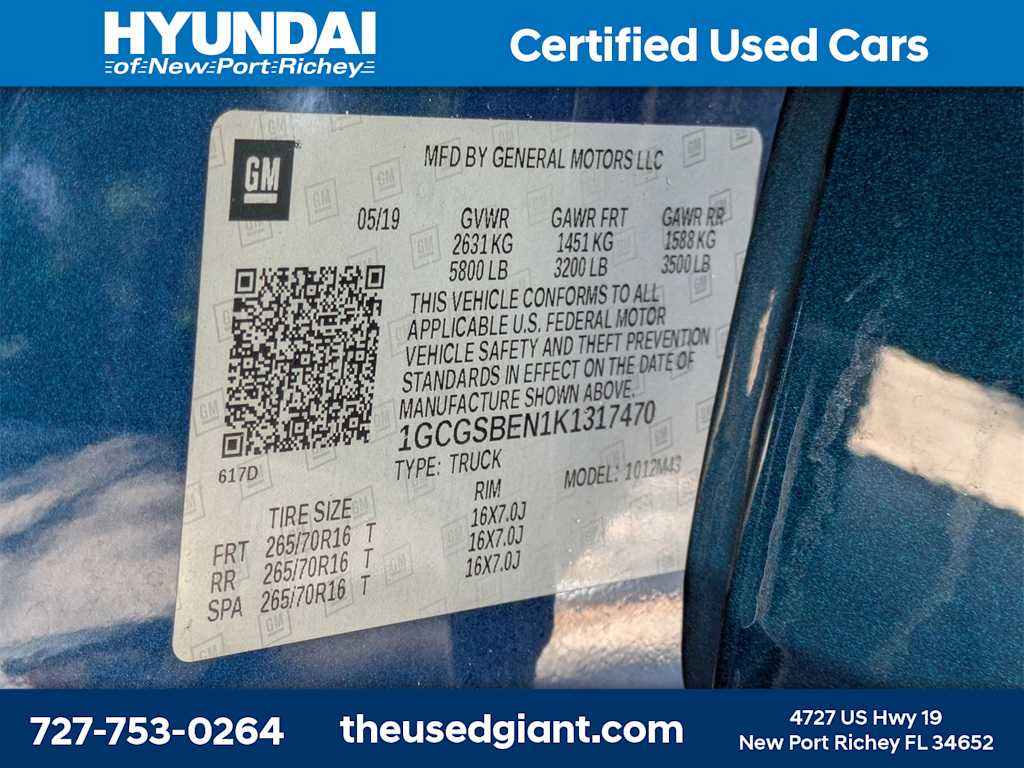 HYUNDAI
of New Port Richey
Certified Used Cars
GM
MFD BY GENERAL MOTORS LLC
05/19 GVWR GAWR FRT GAWR RR
2631 KG 1451 KG 1588 KG
5800 LB 3200 LB 3500 LB
THIS VEHICLE CONFORMS TO ALL
APPLICABLE U.S. FEDERAL MOTOR
VEHICLE SAFETY AND THEFT PREVENTION
STANDARDS IN EFFECT ON THE DATE OF
MANUFACTURE SHOWN ABOVE.
1GCGSBEN1K1317470
617D
TYPE: TRUCK MODEL: 1012M43
TIRE SIZE RIM
FRT 265/70R16 T 16X7.0J
RR 265/70R16 T 16X7.0J
SPA 265/70R16 T 16X7.0J
727-753-0264
theusedgiant.com
4727 US Hwy 19
New Port Richey FL 34652